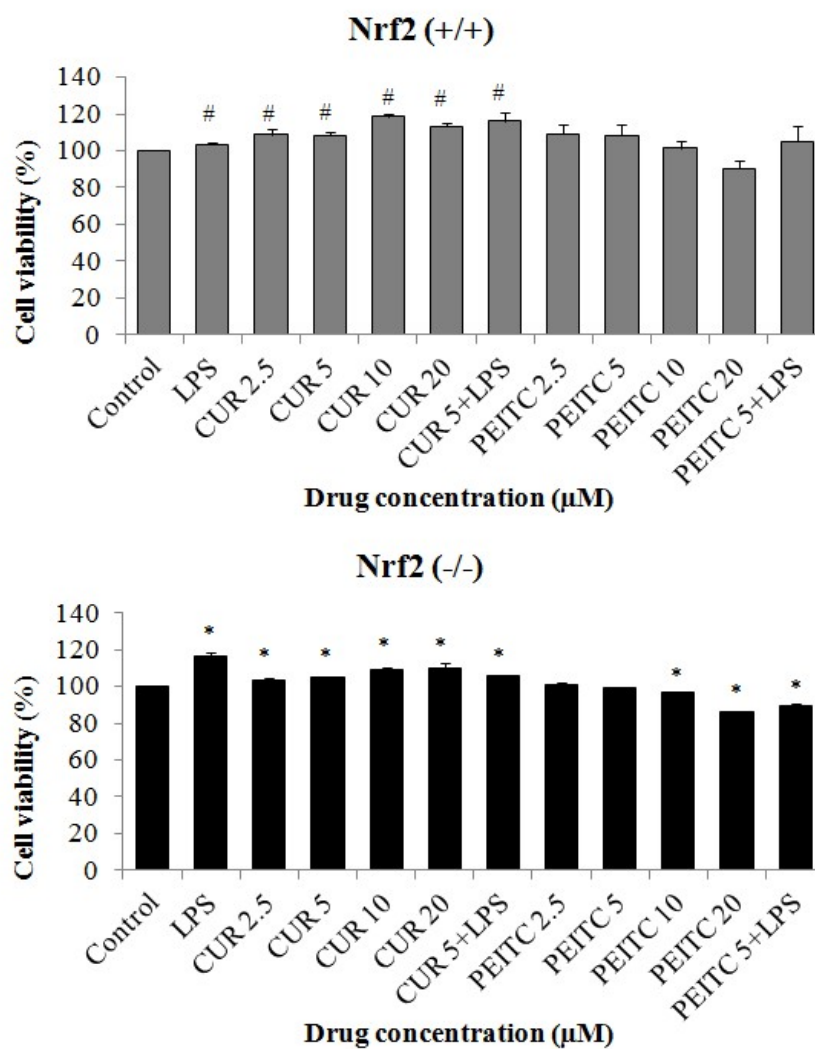 Nrf2 (+/+)
Cell viability (%)
140
120
100
80
60
40
20
0
# # # # # #
Control
LPS
CUR 2.5
CUR 5
CUR 10
CUR 20
CUR 5+LPS
PEITC 2.5
PEITC 5
PEITC 10
PEITC 20
PEITC 5+LPS
Drug concentration (µM)
Nrf2 (-/-)
Cell viability (%)
140
120
100
80
60
40
20
0
* * * * * * * * *
Control
LPS
CUR 2.5
CUR 5
CUR 10
CUR 20
CUR 5+LPS
PEITC 2.5
PEITC 5
PEITC 10
PEITC 20
PEITC 5+LPS
Drug concentration (µM)